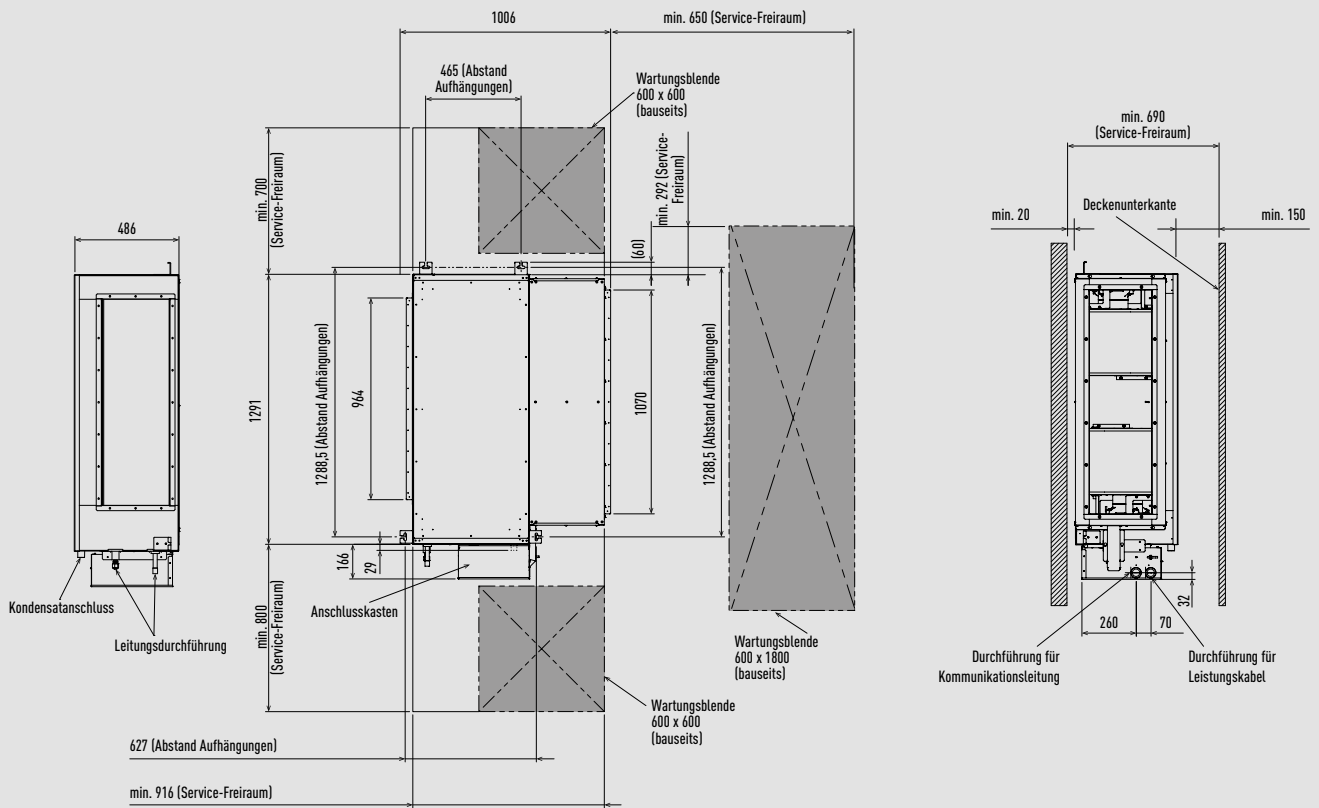 1006
min. 650 (Service-Freiraum)
465 (Abstand
Aufhängungen)
Wartungsblende
600 x 600
(bauseits)
min. 700
(Service-Freiraum)
min. 292 (Service-
Freiraum)
(60)
min. 690
(Service-Freiraum)
Deckenunterkante
min. 20
min. 150
486
1291
1288,5 (Abstand Aufhängungen)
964
1070
1288,5 (Abstand Aufhängungen)
166
29
Kondensatanschluss
Leitungsdurchführung
Anschlusskasten
min. 800
(Service-Freiraum)
Wartungsblende
600 x 1800
(bauseits)
Wartungsblende
600 x 600
(bauseits)
32
260
70
Durchführung für
Kommunikationsleitung
Durchführung für
Leistungskabel
627 (Abstand Aufhängungen)
min. 916 (Service-Freiraum)